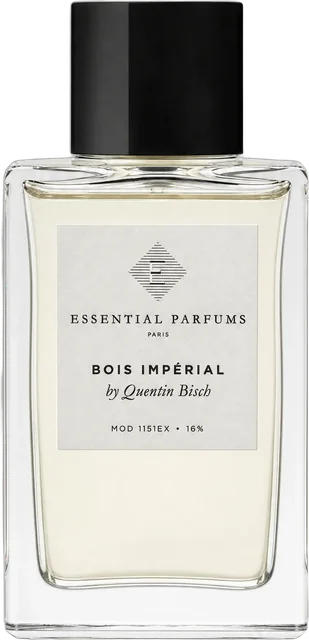 E
ESSENTIAL PARFUMS
PARIS
BOIS IMPÉRIAL
by Quentin Bisch
MOD 1151EX • 16%